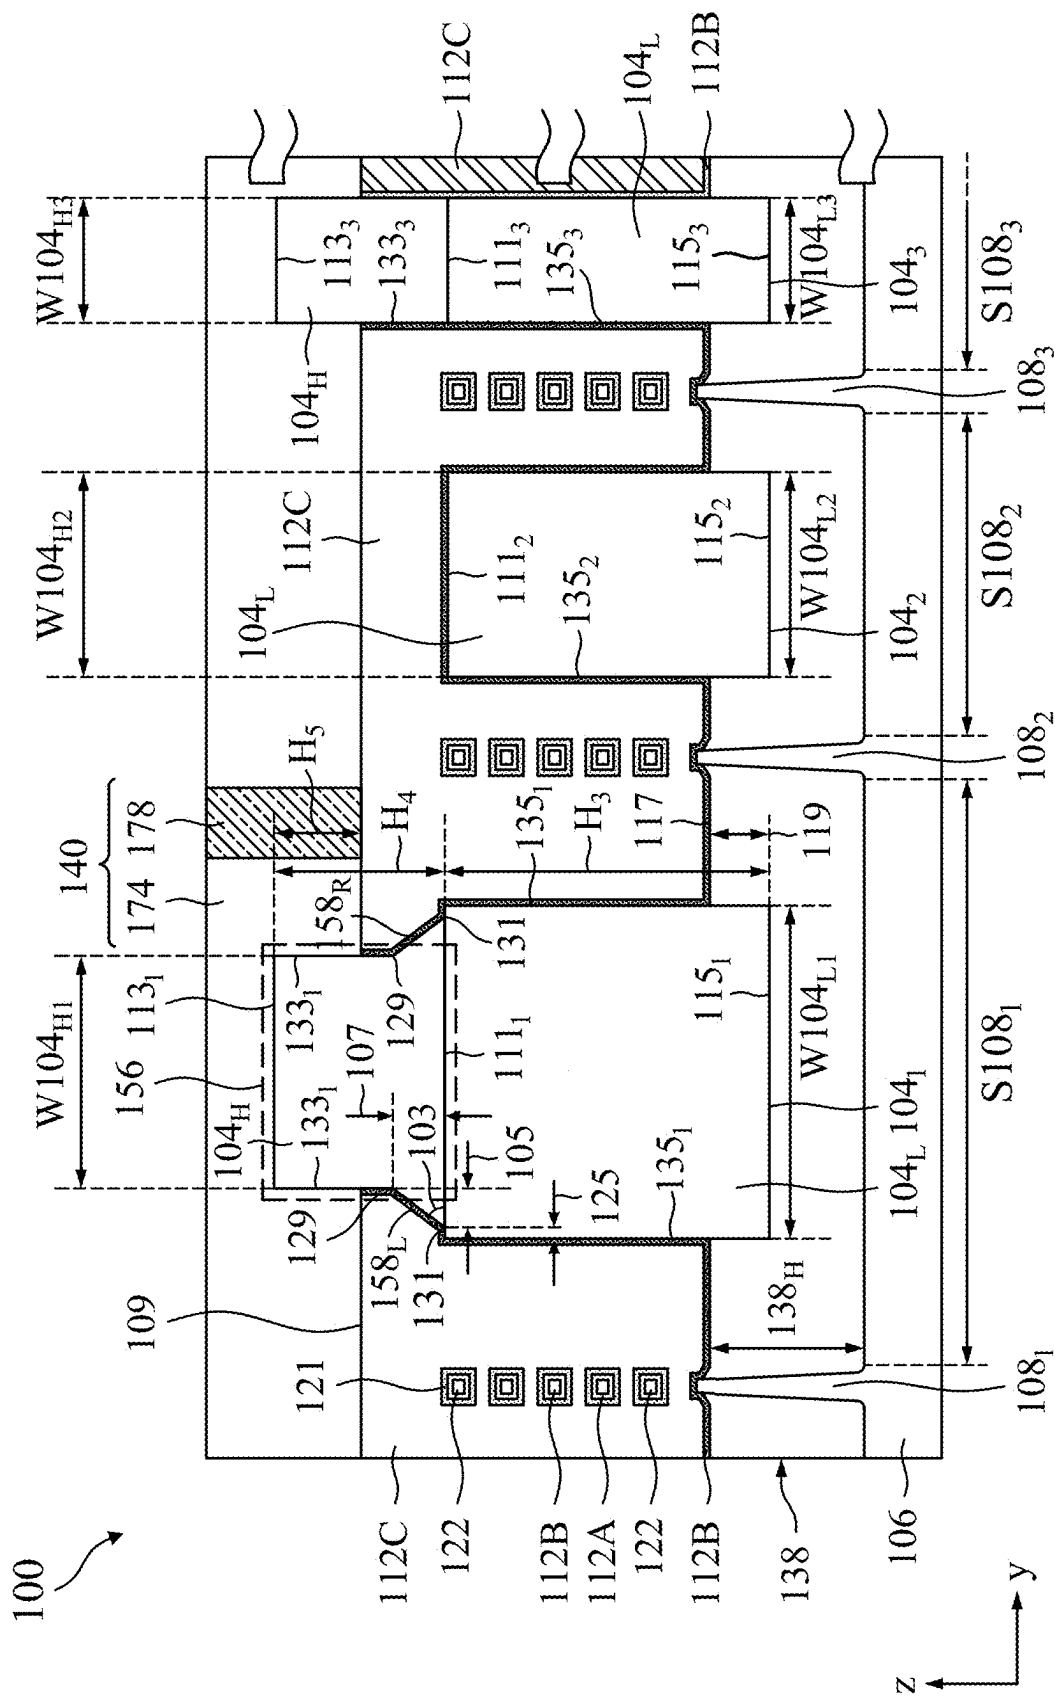 100
W104H1
W104H2
W104H3
140
174
178
156
113₁
109
104H
133₁
133₁
H₅
104L
112C
104H
113₃
133₃
112C
121
129
107
129
158R
H₄
158L
131
103
111₁
131
105
125
135₁
H₃
135₁
117
111₂
135₂
111₃
135₃
104L
112B
112C
122
112B
112A
122
112B
138
106
138H
115₁
119
115₂
115₃
W104L1
W104L2
W104L3
104L
104₁
104₂
104₃
S108₁
S108₂
S108₃
108₁
108₂
108₃
z
y